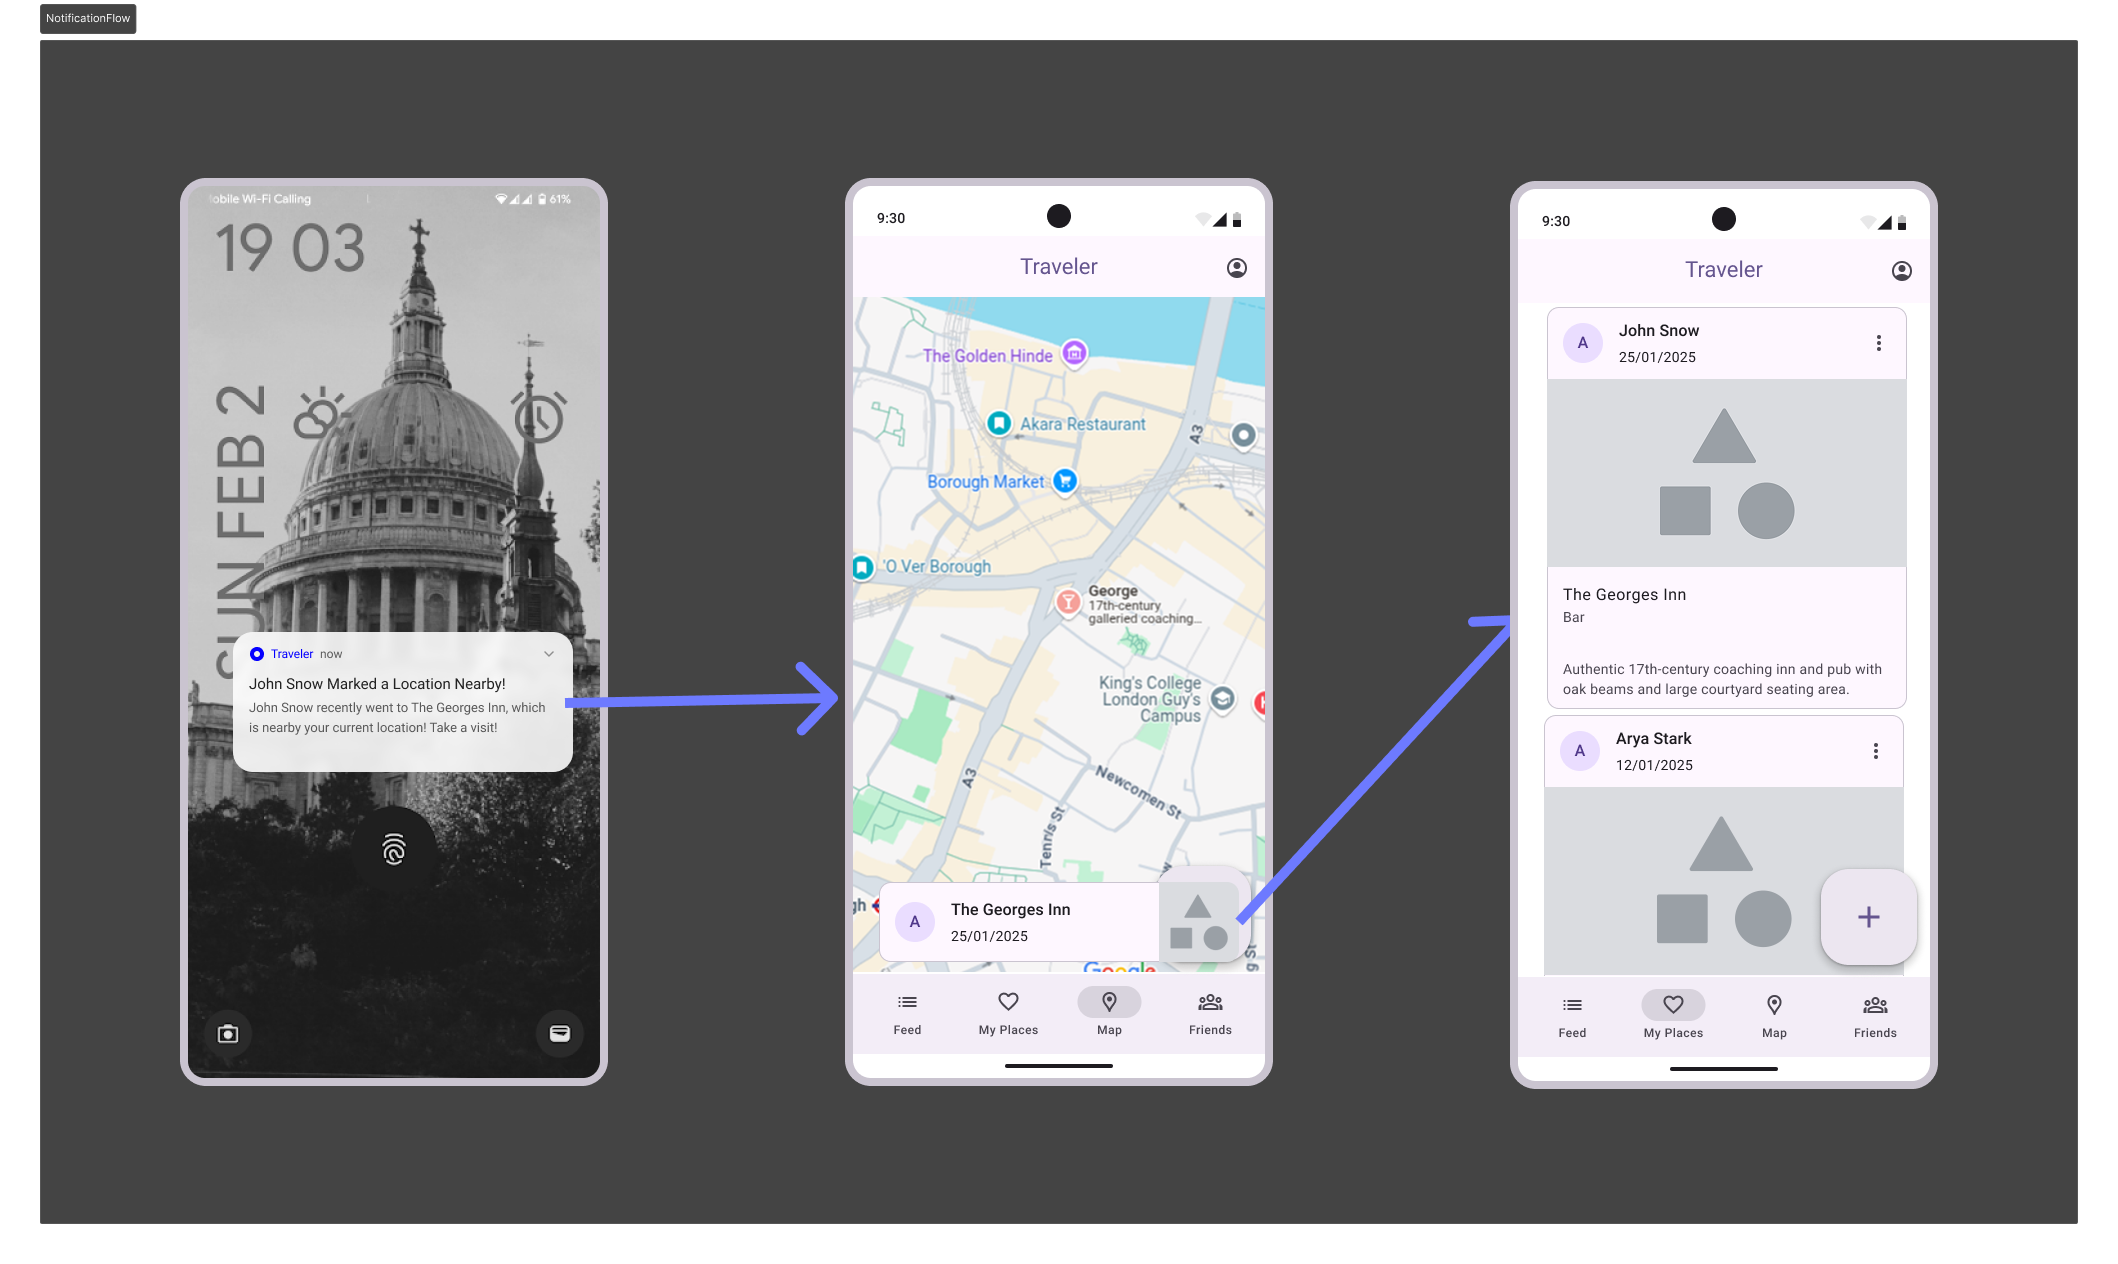 NotificationFlow
obile Wi-Fi Calling
61%
19 03
SUN FEB 2
Traveler now
John Snow Marked a Location Nearby!
John Snow recently went to The Georges Inn, which
is nearby your current location! Take a visit!
9:30
Traveler
The Golden Hinde
Akara Restaurant
A3
Borough Market
'O Ver Borough
George
17th-century
galleried coaching...
King's College
London Guy's
Campus
A3
Newcomen St
Tennis St
gh
A
The Georges Inn
25/01/2025
g St
Google
Feed
My Places
Map
Friends
9:30
Traveler
A
John Snow
25/01/2025
The Georges Inn
Bar
Authentic 17th-century coaching inn and pub with
oak beams and large courtyard seating area.
A
Arya Stark
12/01/2025
Feed
My Places
Map
Friends